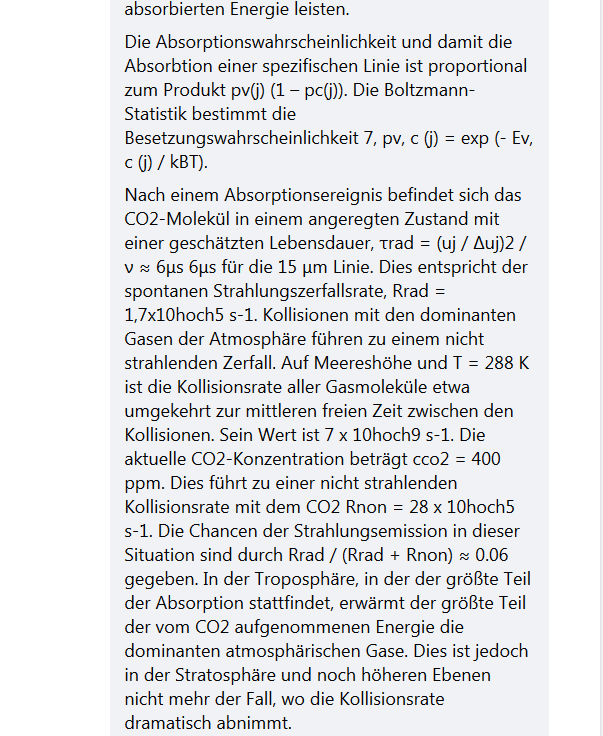 absorbierten Energie leisten.
Die Absorptionswahrscheinlichkeit und damit die
Absorbtion einer spezifischen Linie ist proportional
zum Produkt pv(j) (1 – pc(j)). Die Boltzmann-
Statistik bestimmt die
Besetzungswahrscheinlichkeit 7, pv, c (j) = exp (- Ev,
c (j) / kBT).
Nach einem Absorptionsereignis befindet sich das
CO2-Molekül in einem angeregten Zustand mit
einer geschätzten Lebensdauer, τrad = (uj / Δuj)2 /
ν ≈ 6μs 6μs für die 15 μm Linie. Dies entspricht der
spontanen Strahlungszerfallsrate, Rrad =
1,7x10hoch5 s-1. Kollisionen mit den dominanten
Gasen der Atmosphäre führen zu einem nicht
strahlenden Zerfall. Auf Meereshöhe und T = 288 K
ist die Kollisionsrate aller Gasmoleküle etwa
umgekehrt zur mittleren freien Zeit zwischen den
Kollisionen. Sein Wert ist 7 x 10hoch9 s-1. Die
aktuelle CO2-Konzentration beträgt cco2 = 400
ppm. Dies führt zu einer nicht strahlenden
Kollisionsrate mit dem CO2 Rnon = 28 x 10hoch5
s-1. Die Chancen der Strahlungsemission in dieser
Situation sind durch Rrad / (Rrad + Rnon) ≈ 0.06
gegeben. In der Troposphäre, in der der größte Teil
der Absorption stattfindet, erwärmt der größte Teil
der vom CO2 aufgenommenen Energie die
dominanten atmosphärischen Gase. Dies ist jedoch
in der Stratosphäre und noch höheren Ebenen
nicht mehr der Fall, wo die Kollisionsrate
dramatisch abnimmt.